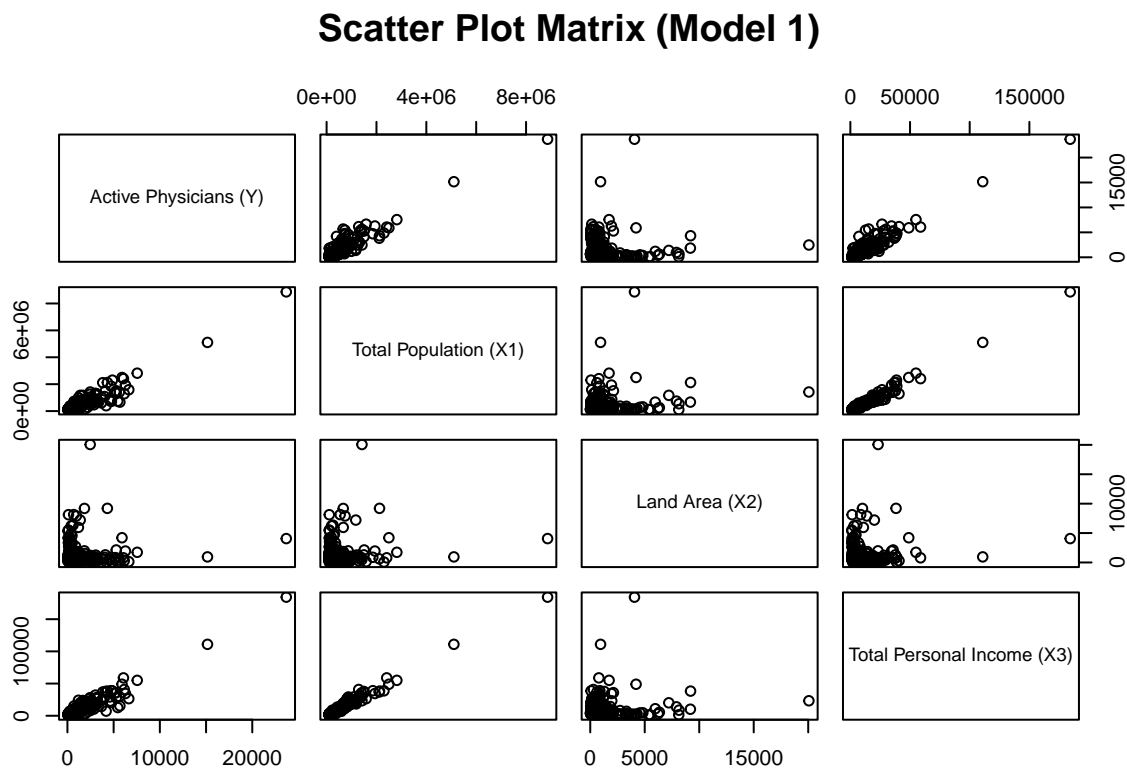 Scatter Plot Matrix (Model 1)
0e+00 4e+06 8e+06
0 50000 150000
Active Physicians (Y)
0 15000
0e+00 6e+06
Total Population (X1)
Land Area (X2)
0 10000
0 100000
Total Personal Income (X3)
0 10000 20000
0 5000 15000